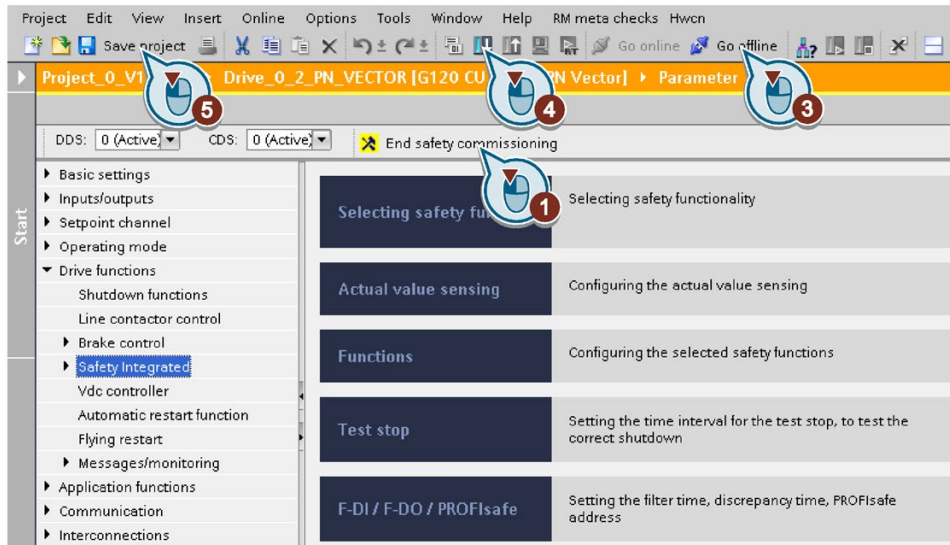 Project Edit View Insert Online Options Tools Window Help RM meta checks Hwcn
Save project Go online Go offline
Project_0_V1 Drive_0_2_PN_VECTOR [G120 CU PN Vector] Parameter
5 4 3
DDS: 0 (Active) CDS: 0 (Active) End safety commissioning
1
Start
Basic settings
Inputs/outputs
Setpoint channel
Operating mode
Drive functions
Shutdown functions
Line contactor control
Brake control
Safety Integrated
Vdc controller
Automatic restart function
Flying restart
Messages/monitoring
Application functions
Communication
Interconnections
Selecting safety fu
Selecting safety functionality
Actual value sensing
Configuring the actual value sensing
Functions
Configuring the selected safety functions
Test stop
Setting the time interval for the test stop, to test the
correct shutdown
F-DI / F-DO / PROFIsafe
Setting the filter time, discrepancy time, PROFIsafe
address